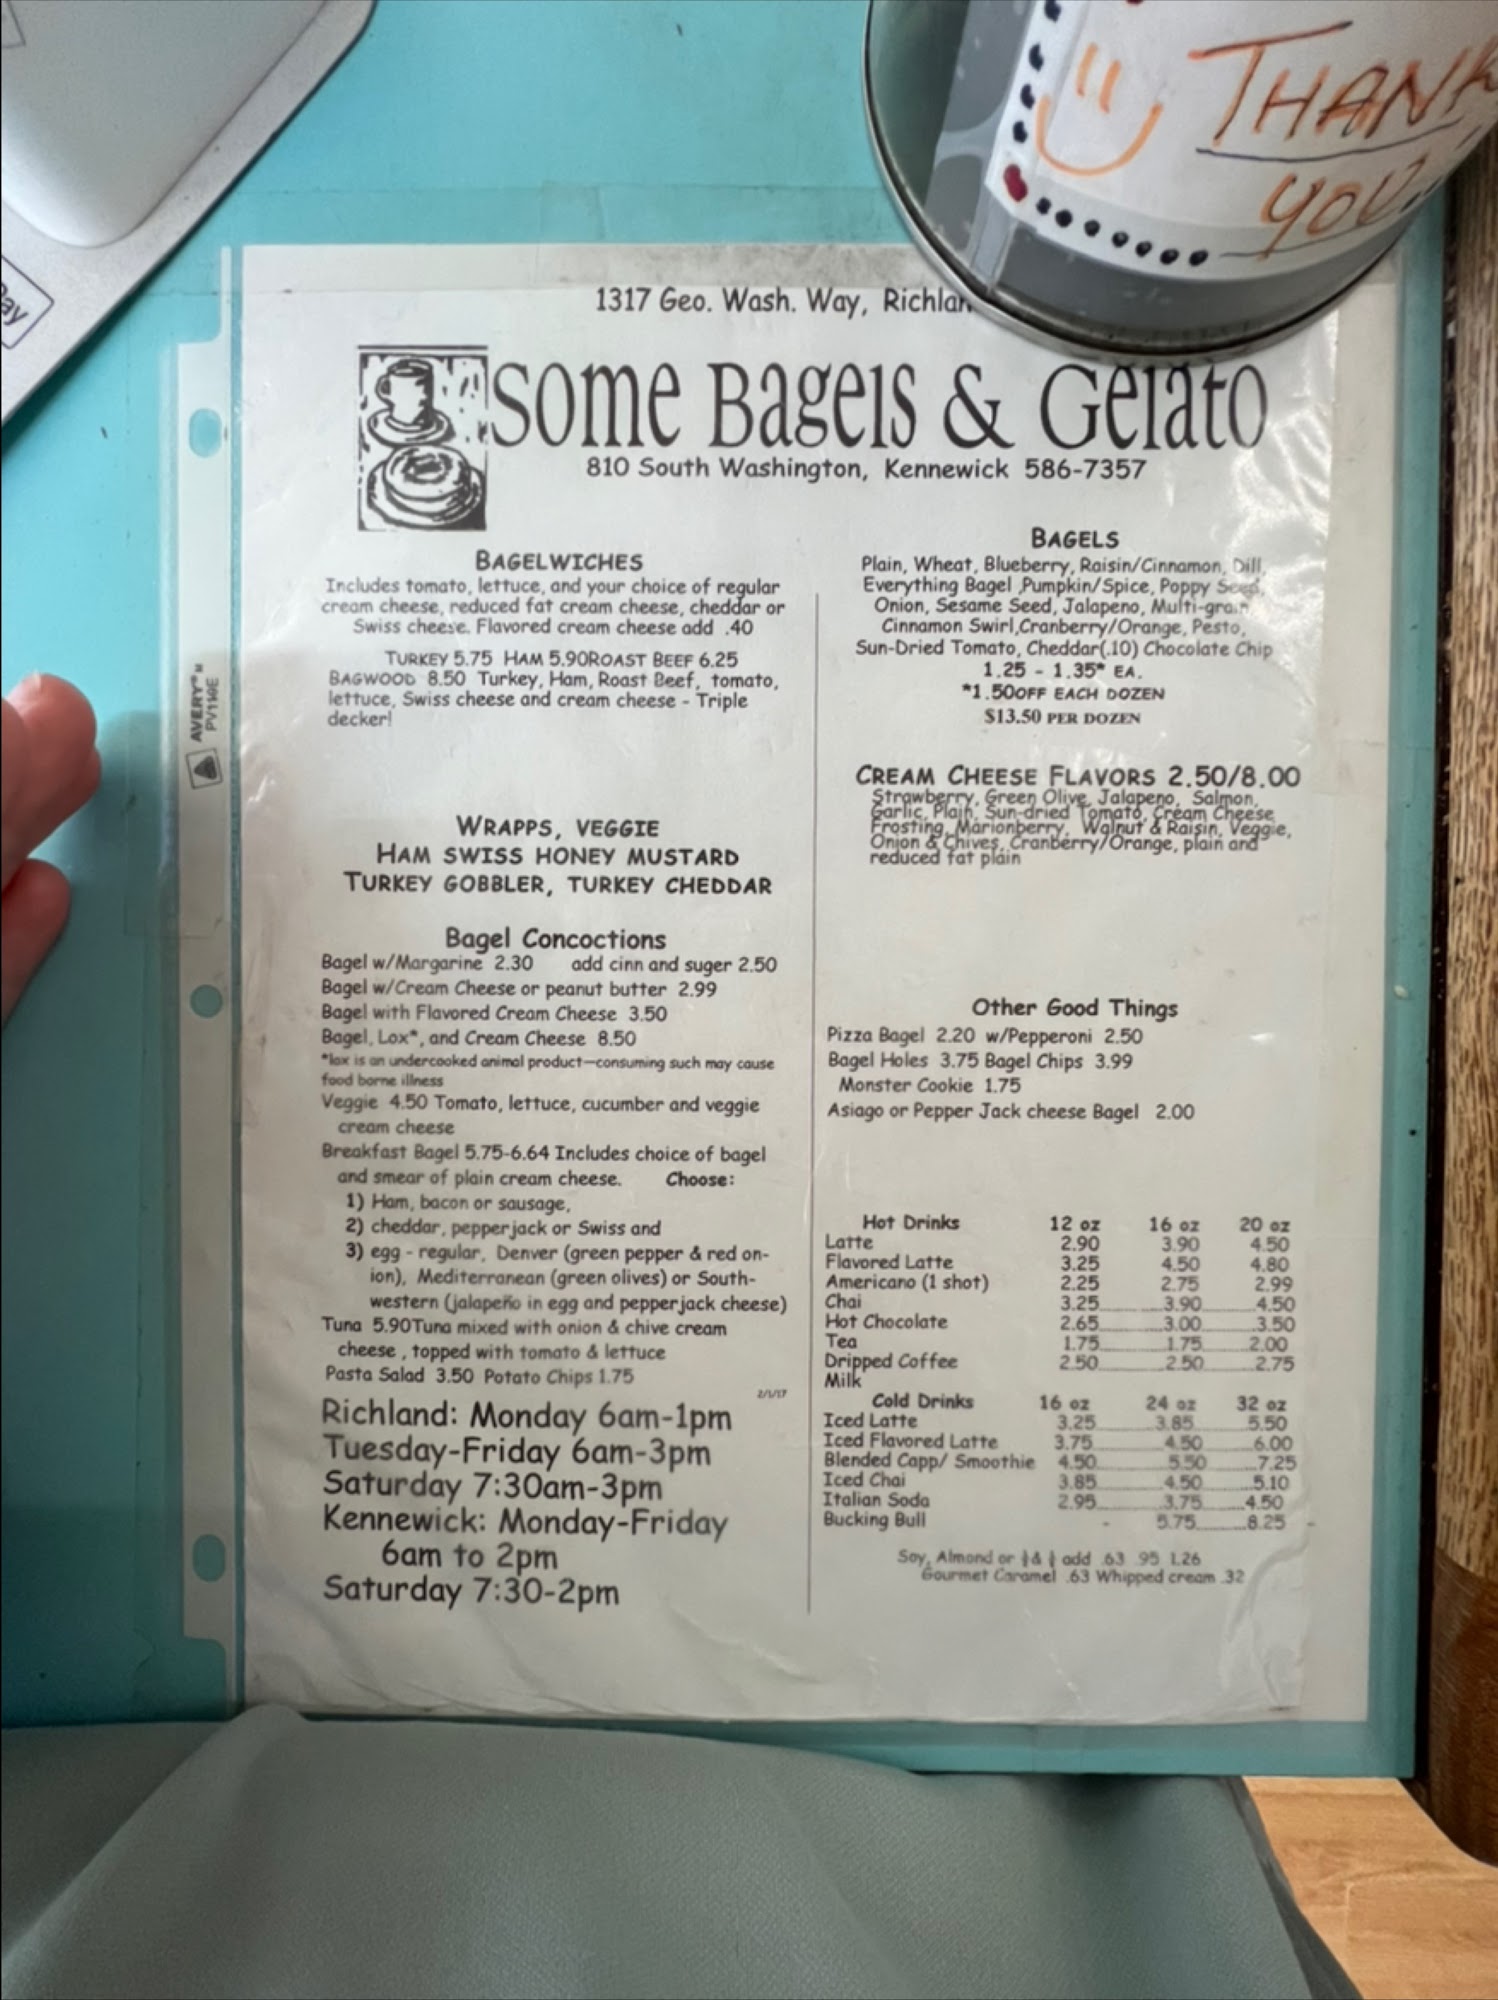 THANK
YOU
ay
1317 Geo. Wash. Way, Richlan
Some Bagels & Gelato
810 South Washington, Kennewick 586-7357
AVERY™
PV119E
BAGELWICHES
Includes tomato, lettuce, and your choice of regular
cream cheese, reduced fat cream cheese, cheddar or
Swiss cheese. Flavored cream cheese add .40
TURKEY 5.75 HAM 5.90ROAST BEEF 6.25
BAGWOOD 8.50 Turkey, Ham, Roast Beef, tomato,
lettuce, Swiss cheese and cream cheese - Triple
decker!
WRAPPS, VEGGIE
HAM SWISS HONEY MUSTARD
TURKEY GOBBLER, TURKEY CHEDDAR
Bagel Concoctions
Bagel w/Margarine 2.30 add cinn and suger 2.50
Bagel w/Cream Cheese or peanut butter 2.99
Bagel with Flavored Cream Cheese 3.50
Bagel, Lox*, and Cream Cheese 8.50
*lox is an undercooked animal product—consuming such may cause
food borne illness
Veggie 4.50 Tomato, lettuce, cucumber and veggie
cream cheese
Breakfast Bagel 5.75-6.64 Includes choice of bagel
and smear of plain cream cheese. Choose:
1) Ham, bacon or sausage,
2) cheddar, pepperjack or Swiss and
3) egg - regular, Denver (green pepper & red on-
ion), Mediterranean (green olives) or South-
western (jalapeño in egg and pepperjack cheese)
Tuna 5.90Tuna mixed with onion & chive cream
cheese , topped with tomato & lettuce
Pasta Salad 3.50 Potato Chips 1.75
2/1/17
Richland: Monday 6am-1pm
Tuesday-Friday 6am-3pm
Saturday 7:30am-3pm
Kennewick: Monday-Friday
6am to 2pm
Saturday 7:30-2pm
BAGELS
Plain, Wheat, Blueberry, Raisin/Cinnamon, Dill,
Everything Bagel ,Pumpkin/Spice, Poppy Seed,
Onion, Sesame Seed, Jalapeno, Multi-grain,
Cinnamon Swirl,Cranberry/Orange, Pesto,
Sun-Dried Tomato, Cheddar(.10) Chocolate Chip
1.25 - 1.35* EA.
*1.50OFF EACH DOZEN
$13.50 PER DOZEN
CREAM CHEESE FLAVORS 2.50/8.00
Strawberry, Green Olive, Jalapeno, Salmon,
Garlic, Plain, Sun-dried Tomato, Cream Cheese
Frosting, Marionberry, Walnut & Raisin, Veggie,
Onion & Chives, Cranberry/Orange, plain and
reduced fat plain
Other Good Things
Pizza Bagel 2.20 w/Pepperoni 2.50
Bagel Holes 3.75 Bagel Chips 3.99
Monster Cookie 1.75
Asiago or Pepper Jack cheese Bagel 2.00
Hot Drinks 12 oz 16 oz 20 oz
Latte 2.90 3.90 4.50
Flavored Latte 3.25 4.50 4.80
Americano (1 shot) 2.25 2.75 2.99
Chai 3.25 3.90 4.50
Hot Chocolate 2.65 3.00 3.50
Tea 1.75 1.75 2.00
Dripped Coffee 2.50 2.50 2.75
Milk
Cold Drinks 16 oz 24 oz 32 oz
Iced Latte 3.25 3.85 5.50
Iced Flavored Latte 3.75 4.50 6.00
Blended Capp/ Smoothie 4.50 5.50 7.25
Iced Chai 3.85 4.50 5.10
Italian Soda 2.95 3.75 4.50
Bucking Bull - 5.75 8.25 -
Soy, Almond or ½ & ½ add .63 .95 1.26
Gourmet Caramel .63 Whipped cream .32